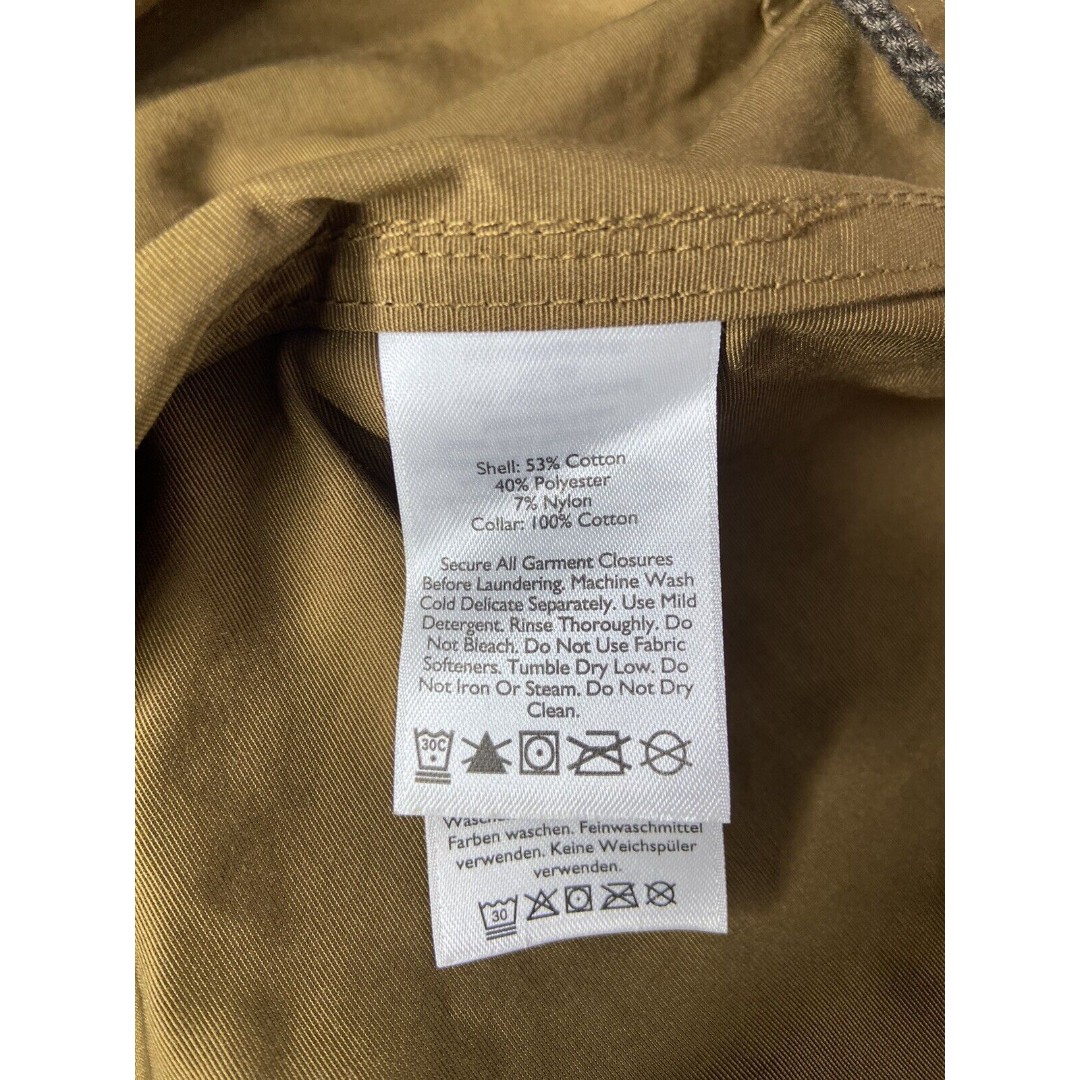 Shell: 53% Cotton
40% Polyester
7% Nylon
Collar: 100% Cotton
Secure All Garment Closures
Before Laundering. Machine Wash
Cold Delicate Separately. Use Mild
Detergent. Rinse Thoroughly. Do
Not Bleach. Do Not Use Fabric
Softeners. Tumble Dry Low. Do
Not Iron Or Steam. Do Not Dry
Clean.
30C
Farben waschen. Feinwaschmittel
verwenden. Keine Weichspüler
verwenden.
30